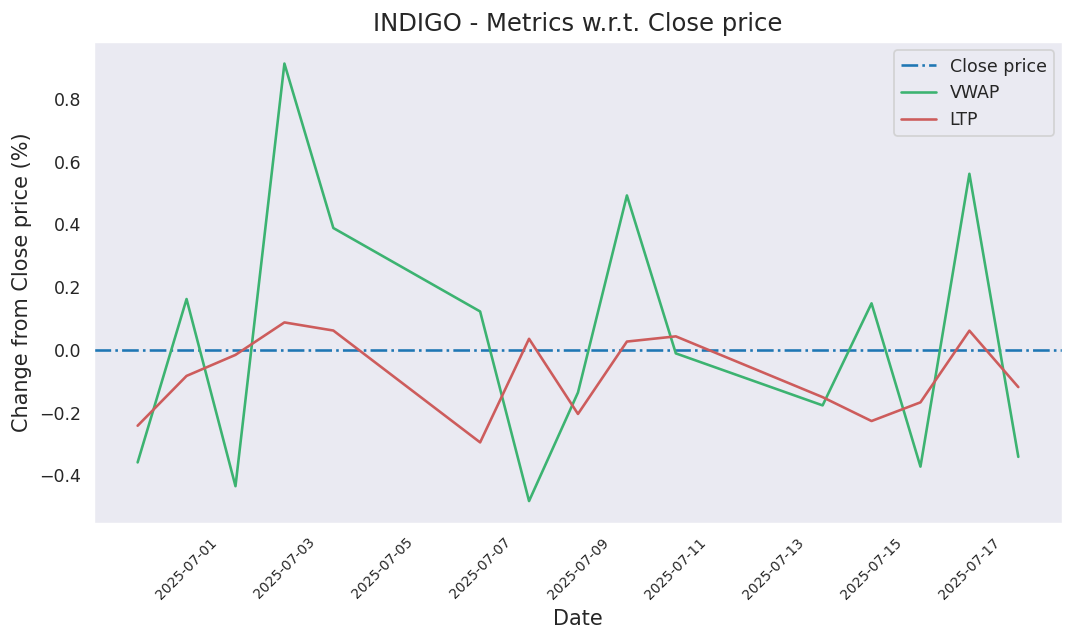 INDIGO - Metrics w.r.t. Close price
Close price
VWAP
LTP
Change from Close price (%)
0.8
0.6
0.4
0.2
0.0
−0.2
−0.4
2025-07-01
2025-07-03
2025-07-05
2025-07-07
2025-07-09
2025-07-11
2025-07-13
2025-07-15
2025-07-17
Date